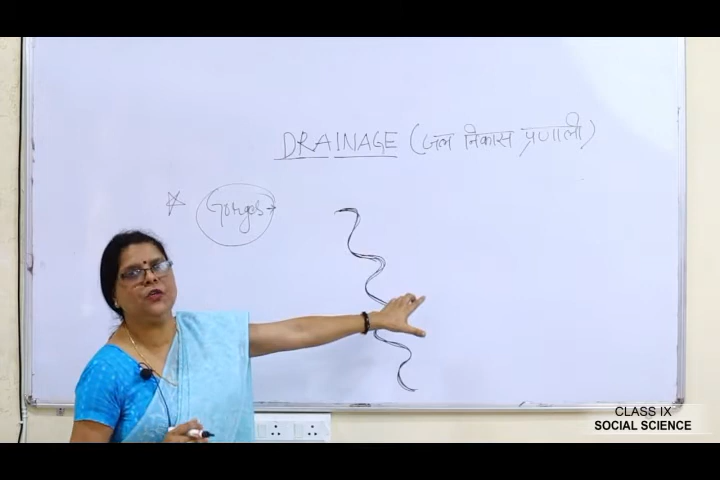 DRAINAGE (जल निकास प्रणाली)
Gorges →
CLASS IX
SOCIAL SCIENCE